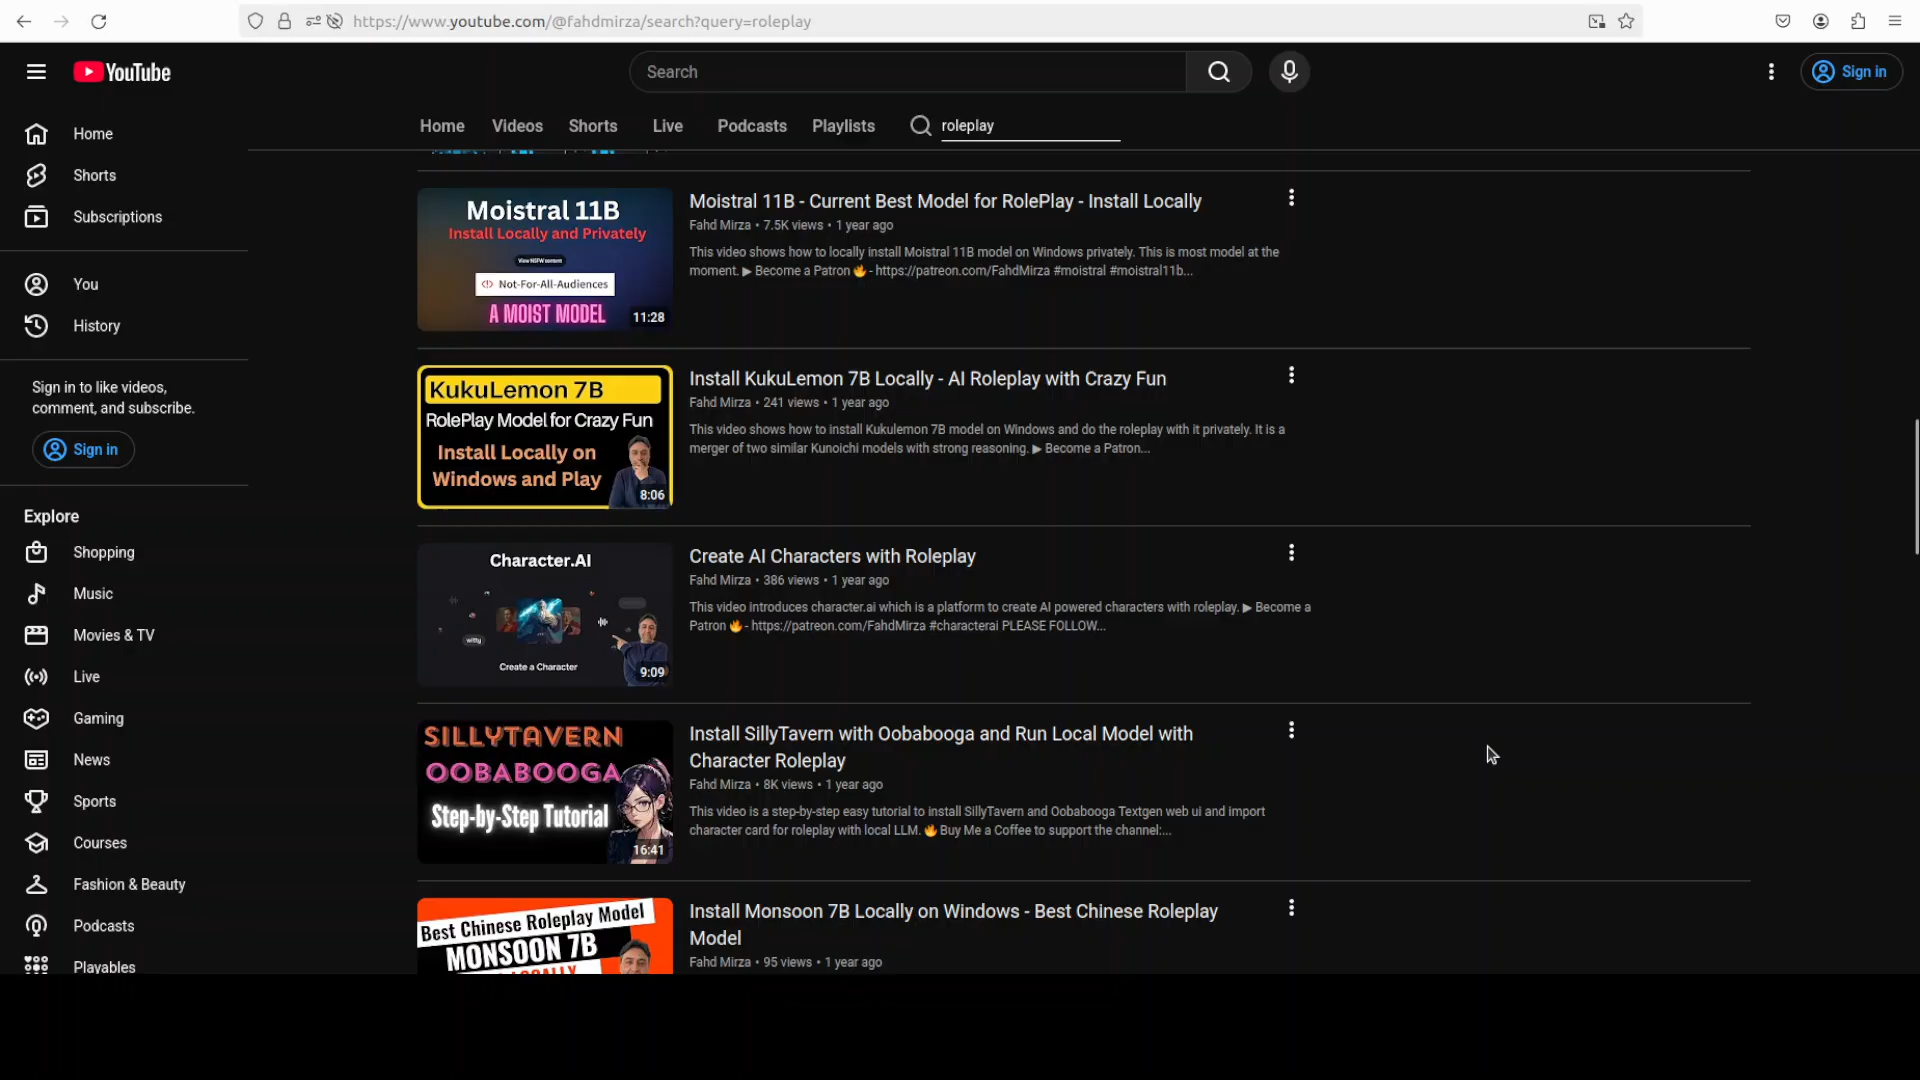 https://www.youtube.com/@fahdmirza/search?query=roleplay
YouTube
Search
Sign in
Home
Videos
Shorts
Live
Podcasts
Playlists
roleplay
Home
Shorts
Subscriptions
You
History
Sign in to like videos,
comment, and subscribe.
Sign in
Explore
Shopping
Music
Movies & TV
Live
Gaming
News
Sports
Courses
Fashion & Beauty
Podcasts
Playables
Moistral 11B
Install Locally and Privately
View NSFW content
Not-For-All-Audiences
A MOIST MODEL
11:28
Moistral 11B - Current Best Model for RolePlay - Install Locally
Fahd Mirza • 7.5K views • 1 year ago
This video shows how to locally install Moistral 11B model on Windows privately. This is most model at the
moment. ▶ Become a Patron 🔥 - https://patreon.com/FahdMirza #moistral #moistral11b...
KukuLemon 7B
RolePlay Model for Crazy Fun
Install Locally on
Windows and Play
8:06
Install KukuLemon 7B Locally - AI Roleplay with Crazy Fun
Fahd Mirza • 241 views • 1 year ago
This video shows how to install Kukulemon 7B model on Windows and do the roleplay with it privately. It is a
merger of two similar Kunoichi models with strong reasoning. ▶ Become a Patron...
Character.AI
witty
Create a Character
9:09
Create AI Characters with Roleplay
Fahd Mirza • 386 views • 1 year ago
This video introduces character.ai which is a platform to create AI powered characters with roleplay. ▶ Become a
Patron 🔥 - https://patreon.com/FahdMirza #characterai PLEASE FOLLOW...
SILLYTAVERN
OOBABOOGA
Step-by-Step Tutorial
16:41
Install SillyTavern with Oobabooga and Run Local Model with
Character Roleplay
Fahd Mirza • 8K views • 1 year ago
This video is a step-by-step easy tutorial to install SillyTavern and Oobabooga Textgen web ui and import
character card for roleplay with local LLM. 🔥 Buy Me a Coffee to support the channel:...
Best Chinese Roleplay Model
MONSOON 7B
LOCALLY
Install Monsoon 7B Locally on Windows - Best Chinese Roleplay
Model
Fahd Mirza • 95 views • 1 year ago